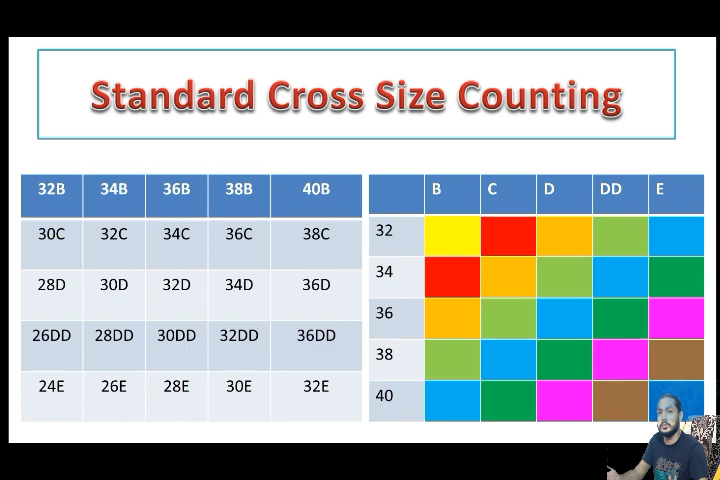 Standard Cross Size Counting
32B 34B 36B 38B 40B
30C 32C 34C 36C 38C
28D 30D 32D 34D 36D
26DD 28DD 30DD 32DD 36DD
24E 26E 28E 30E 32E
B C D DD E
32
34
36
38
40